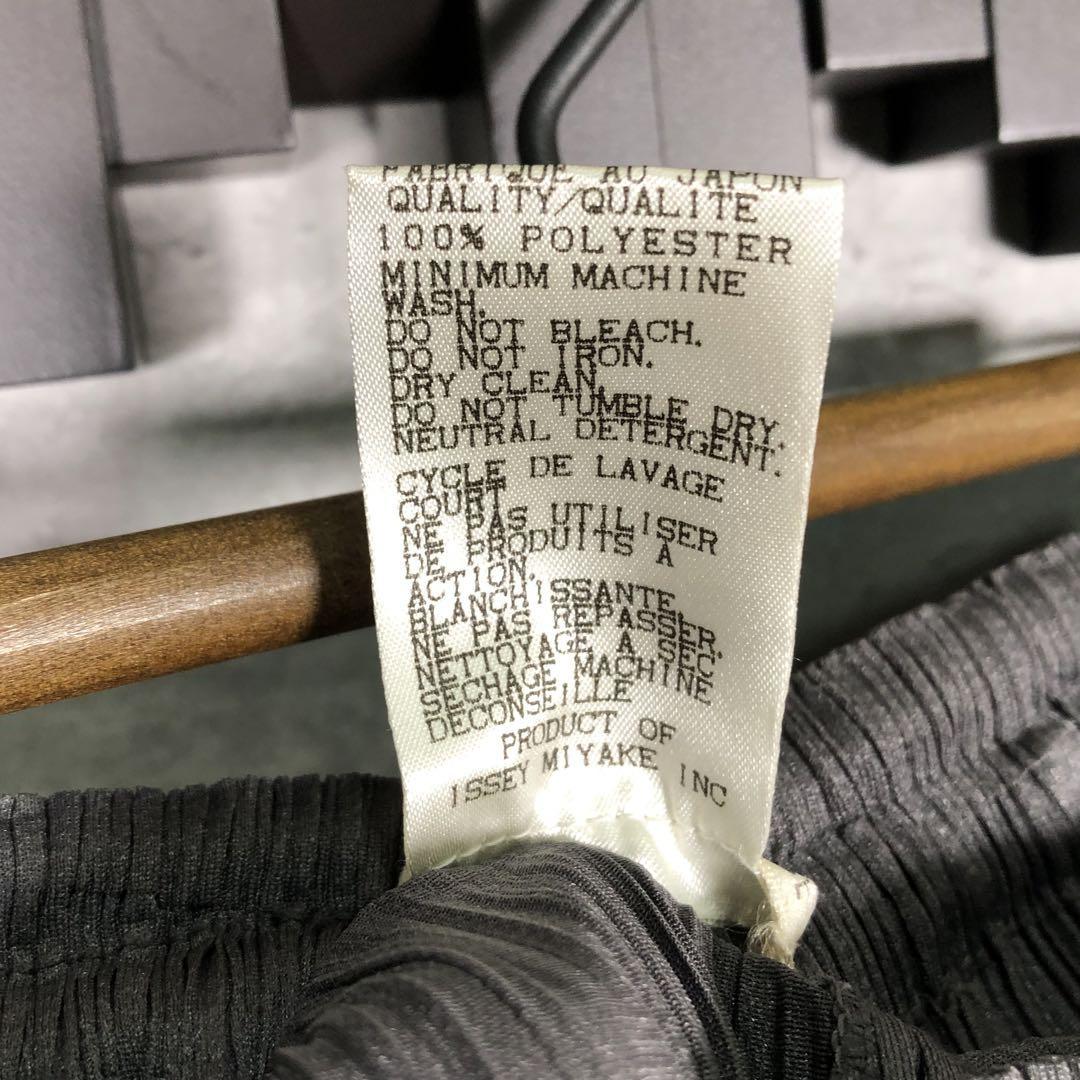 FABRIQUE AU JAPON
QUALITY/QUALITE
100% POLYESTER
MINIMUM MACHINE
WASH.
DO NOT BLEACH.
DO NOT IRON.
DRY CLEAN.
DO NOT TUMBLE DRY.
NEUTRAL DETERGENT.
CYCLE DE LAVAGE
COURT
NE PAS UTILISER
DE PRODUITS A
ACTION.
BLANCHISSANTE.
NE PAS REPASSER.
NETTOYAGE A SEC
SECHAGE MACHINE
DECONSEILLE
PRODUCT OF
ISSEY MIYAKE INC